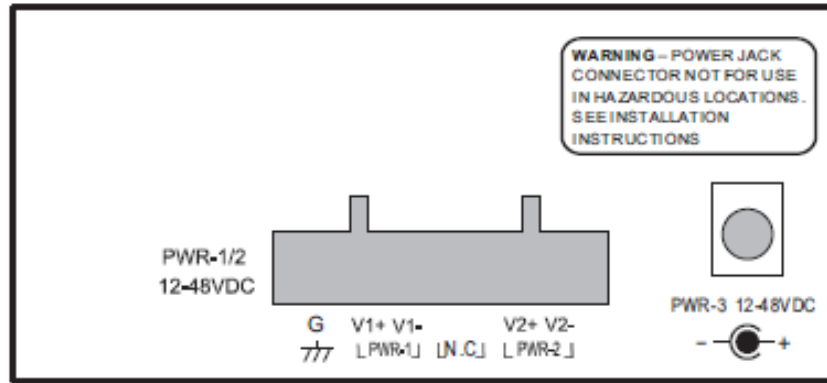 WARNING – POWER JACK
CONNECTOR NOT FOR USE
IN HAZARDOUS LOCATIONS.
SEE INSTALLATION
INSTRUCTIONS
PWR-1/2
12-48VDC
G V1+ V1- V2+ V2-
PWR-1 N.C PWR-2
PWR-3 12-48VDC
- +